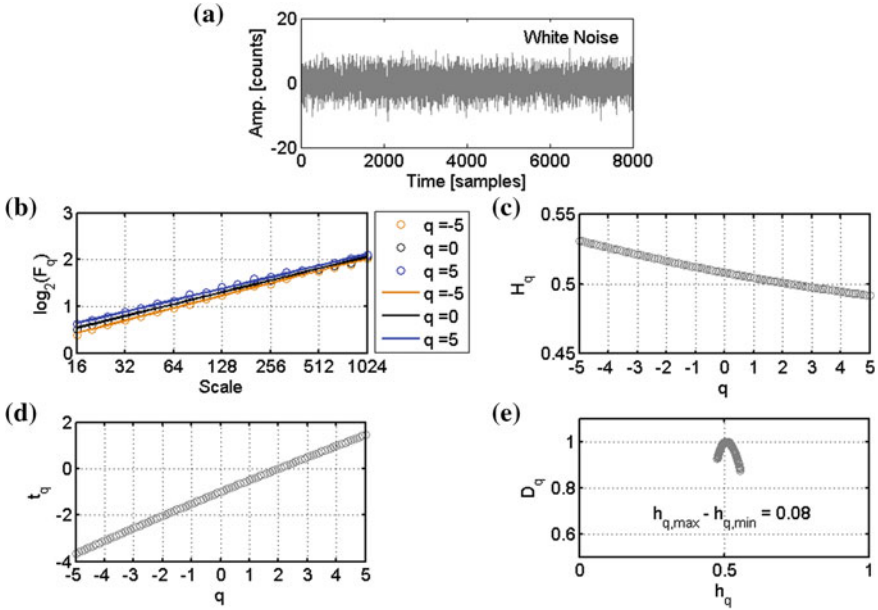 (a)
20
0
-20
Amp. [counts]
White Noise
0 2000 4000 6000 8000
Time [samples]
(b)
3
2
1
0
log2(Fq)
16 32 64 128 256 512 1024
Scale
q =-5
q =0
q =5
q =-5
q =0
q =5
(c)
0.55
0.5
0.45
Hq
-5 -4 -3 -2 -1 0 1 2 3 4 5
q
(d)
2
0
-2
-4
tq
-5 -4 -3 -2 -1 0 1 2 3 4 5
q
(e)
1
0.8
0.6
Dq
hq,max - hq,min = 0.08
0 0.5 1
hq